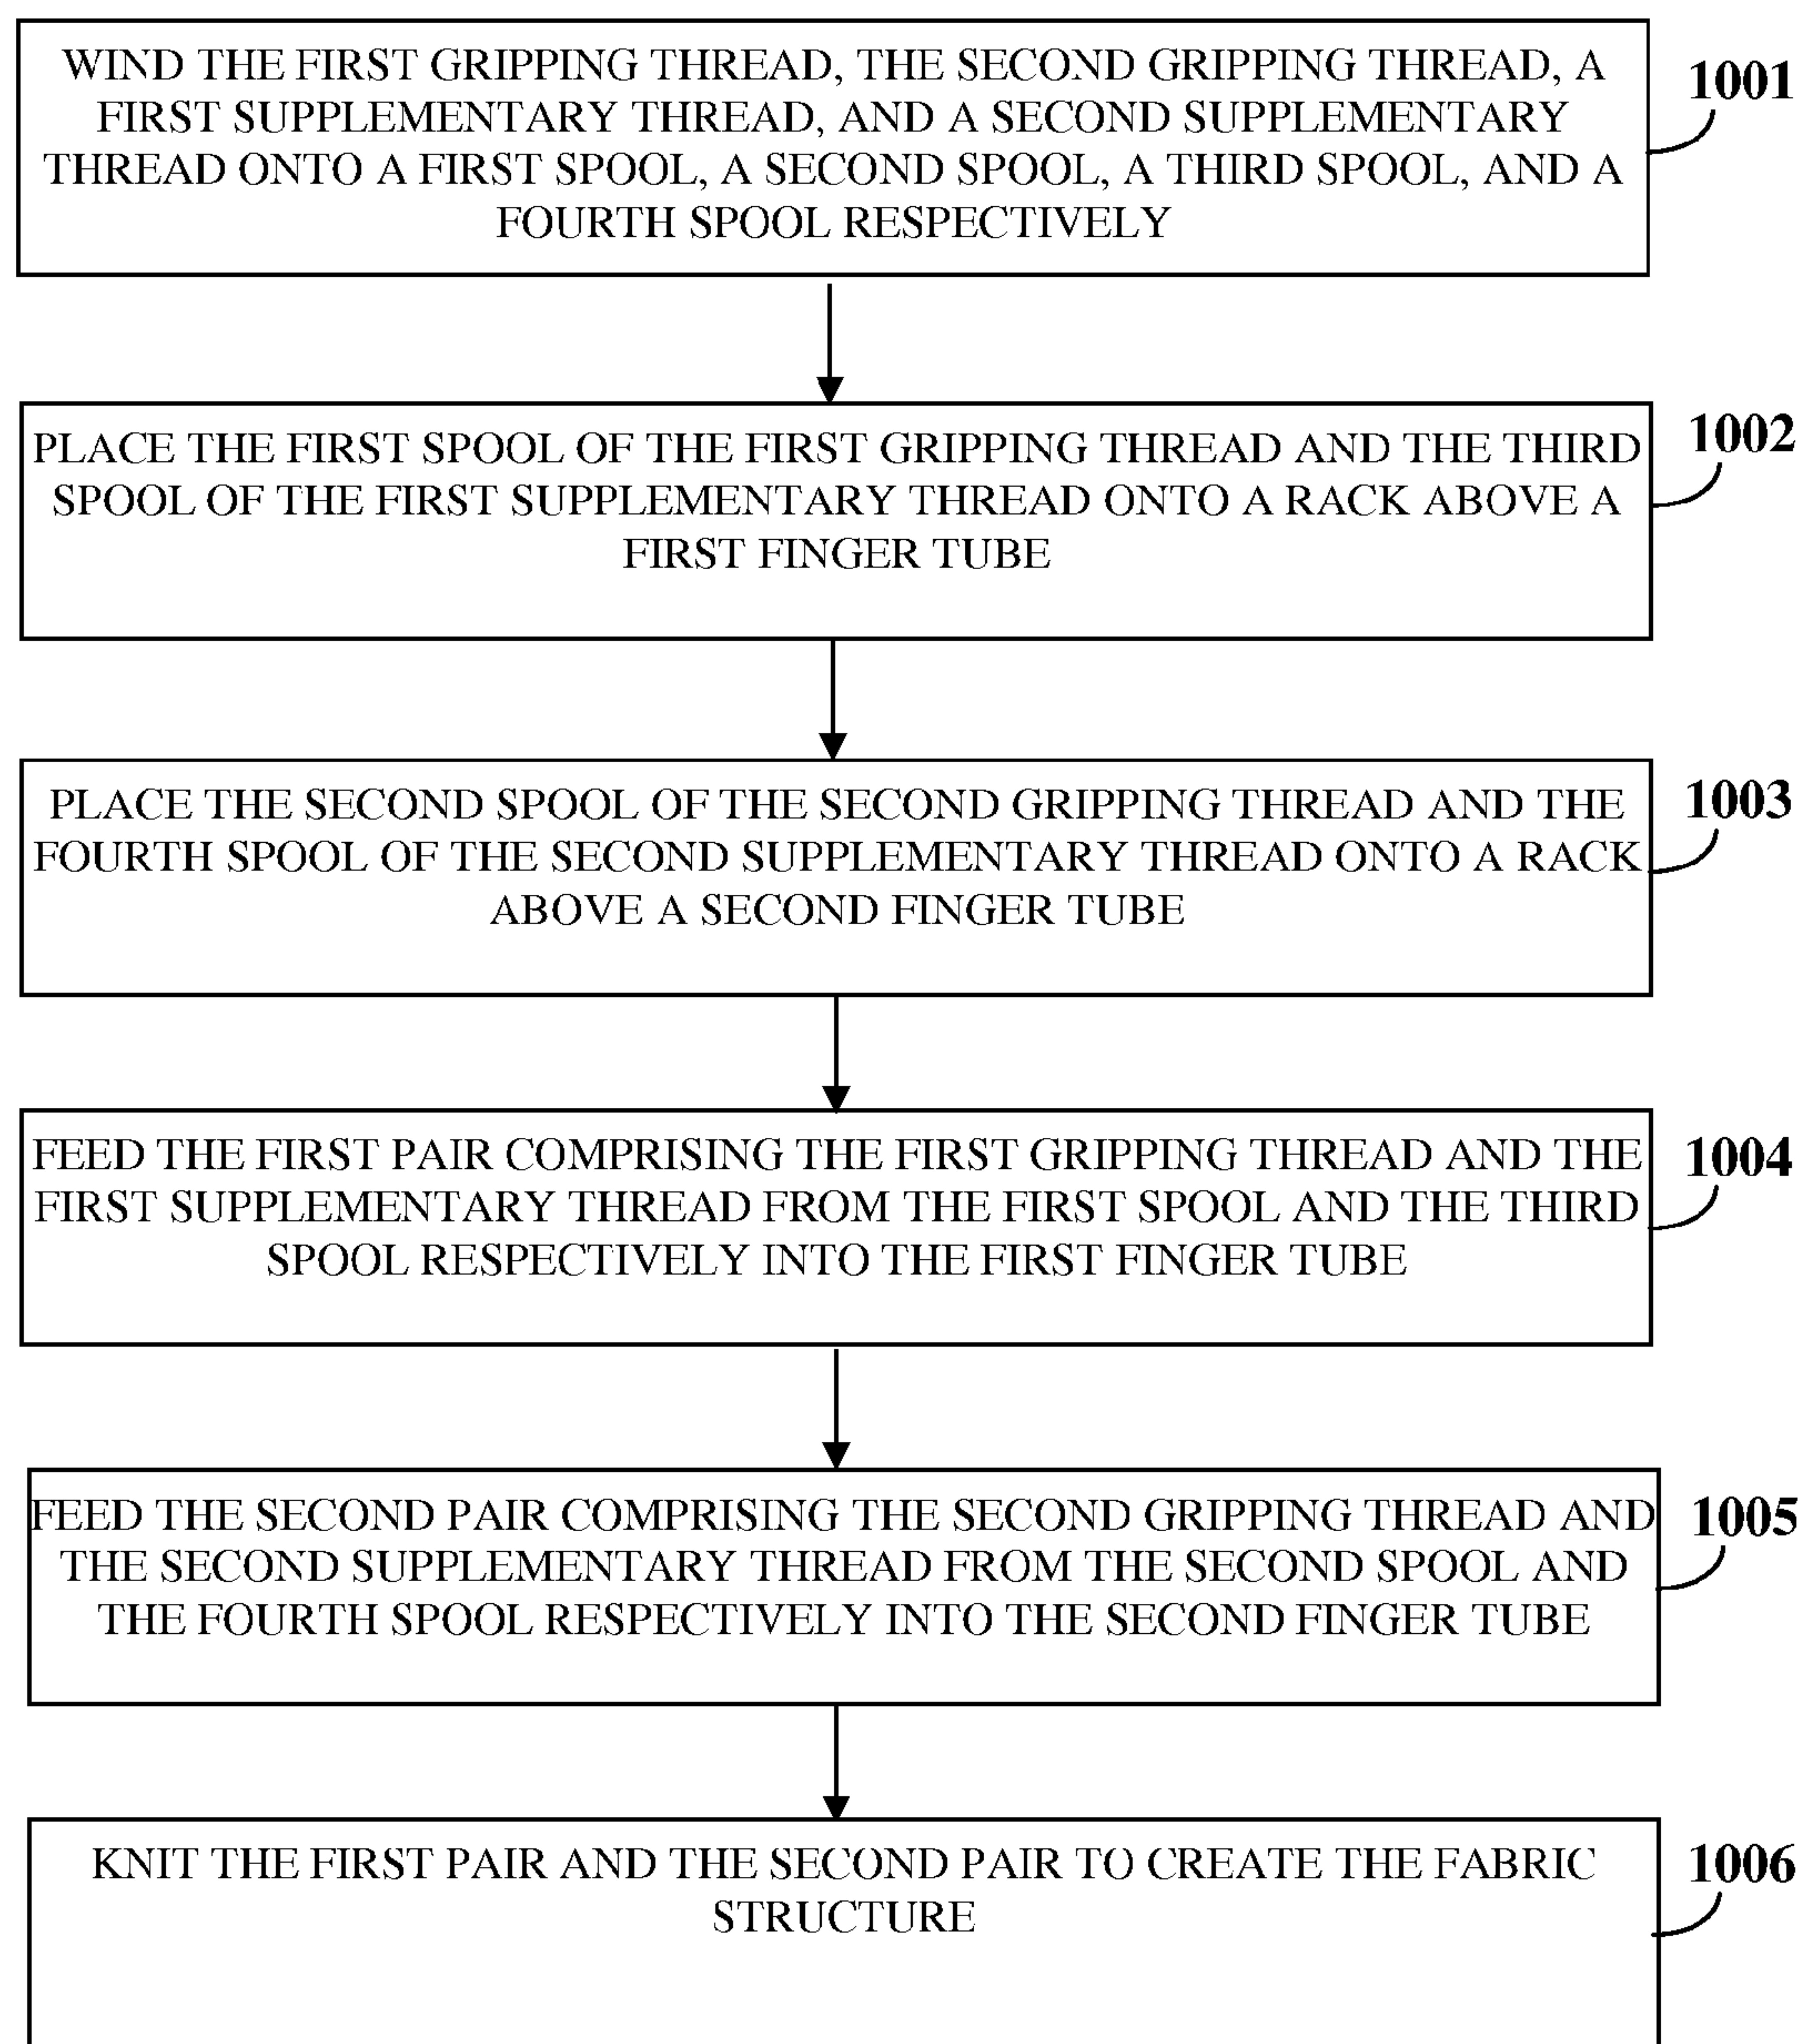 WIND THE FIRST GRIPPING THREAD, THE SECOND GRIPPING THREAD, A
FIRST SUPPLEMENTARY THREAD, AND A SECOND SUPPLEMENTARY
THREAD ONTO A FIRST SPOOL, A SECOND SPOOL, A THIRD SPOOL, AND A
FOURTH SPOOL RESPECTIVELY
1001
PLACE THE FIRST SPOOL OF THE FIRST GRIPPING THREAD AND THE THIRD
SPOOL OF THE FIRST SUPPLEMENTARY THREAD ONTO A RACK ABOVE A
FIRST FINGER TUBE
1002
PLACE THE SECOND SPOOL OF THE SECOND GRIPPING THREAD AND THE
FOURTH SPOOL OF THE SECOND SUPPLEMENTARY THREAD ONTO A RACK
ABOVE A SECOND FINGER TUBE
1003
FEED THE FIRST PAIR COMPRISING THE FIRST GRIPPING THREAD AND THE
FIRST SUPPLEMENTARY THREAD FROM THE FIRST SPOOL AND THE THIRD
SPOOL RESPECTIVELY INTO THE FIRST FINGER TUBE
1004
FEED THE SECOND PAIR COMPRISING THE SECOND GRIPPING THREAD AND
THE SECOND SUPPLEMENTARY THREAD FROM THE SECOND SPOOL AND
THE FOURTH SPOOL RESPECTIVELY INTO THE SECOND FINGER TUBE
1005
KNIT THE FIRST PAIR AND THE SECOND PAIR TO CREATE THE FABRIC
STRUCTURE
1006